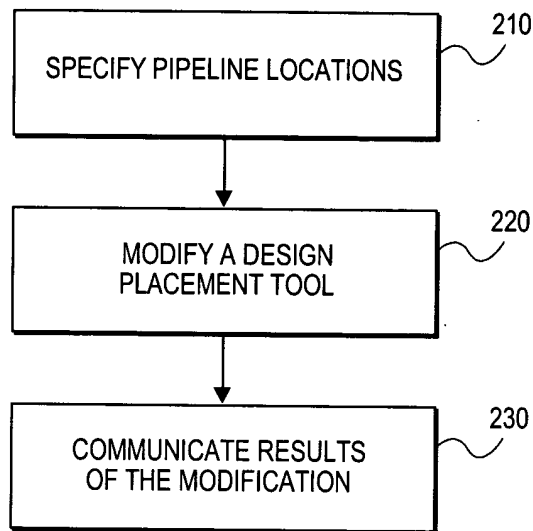 210
SPECIFY PIPELINE LOCATIONS
220
MODIFY A DESIGN
PLACEMENT TOOL
230
COMMUNICATE RESULTS
OF THE MODIFICATION